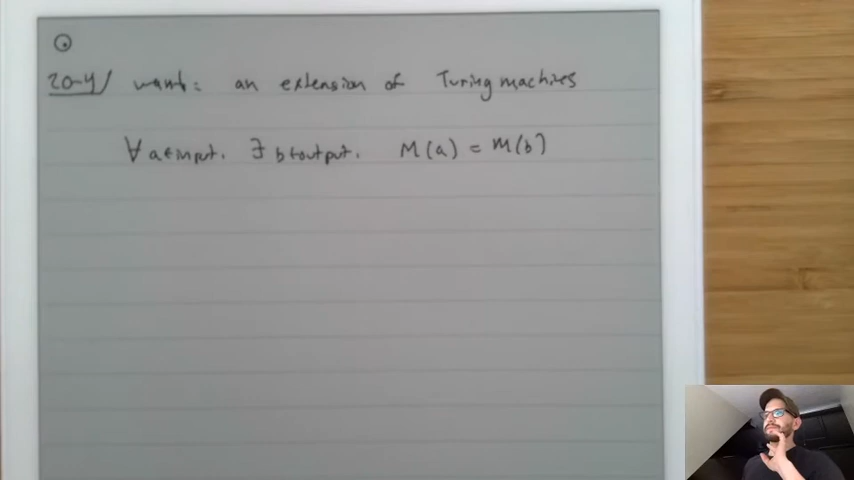 20-4/ want: an extension of Turing machines
∀ a ∈ input. ∃ b ∈ output. M(a) = M(b)